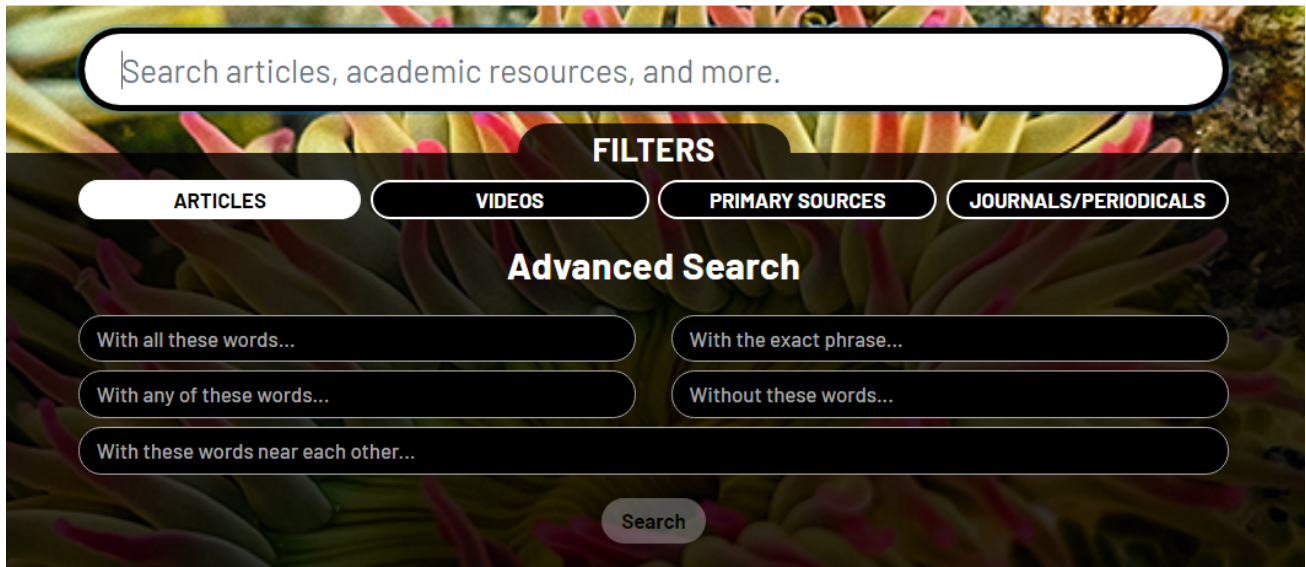 Search articles, academic resources, and more.
FILTERS
ARTICLES VIDEOS PRIMARY SOURCES JOURNALS/PERIODICALS
Advanced Search
With all these words... With the exact phrase...
With any of these words... Without these words...
With these words near each other...
Search